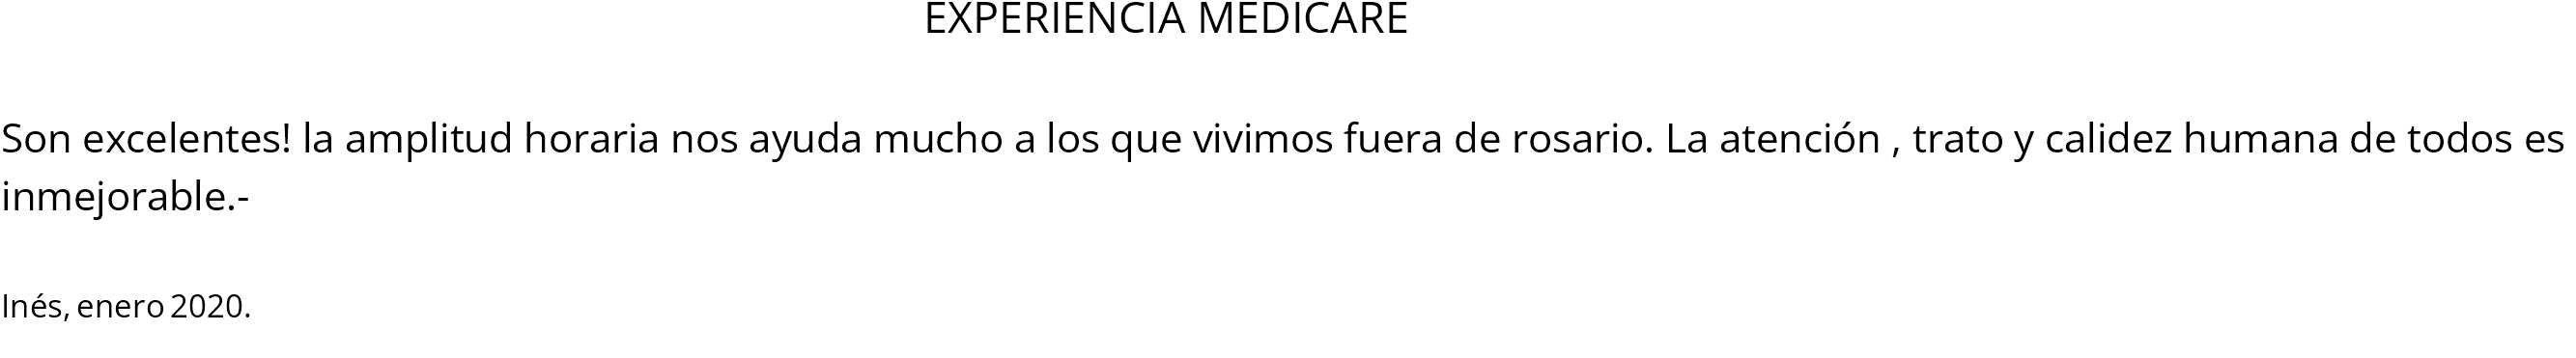 EXPERIENCIA MEDICARE
Son excelentes! la amplitud horaria nos ayuda mucho a los que vivimos fuera de rosario. La atención , trato y calidez humana de todos es
inmejorable.-
Inés, enero 2020.